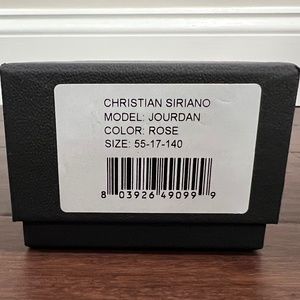 CHRISTIAN SIRIANO
MODEL: JOURDAN
COLOR: ROSE
SIZE: 55-17-140
8 03926 49099 9